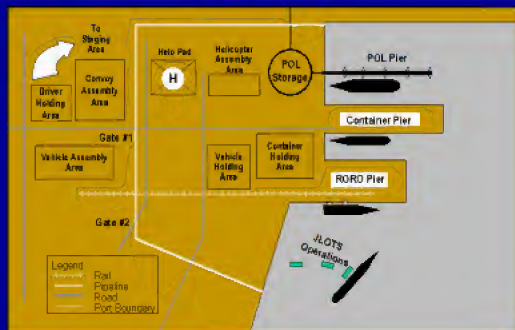 To
Staging
Area
Driver
Holding
Area
Convoy
Assembly
Area
Helo Pad
H
Helicopter
Assembly
Area
POL
Storage
POL Pier
Container Pier
Gate #1
Vehicle Assembly
Area
Vehicle
Holding
Area
Container
Holding
Area
RORO Pier
Gate #2
JLOTS
Operations
Legend
Rail
Pipeline
Road
Port Boundary